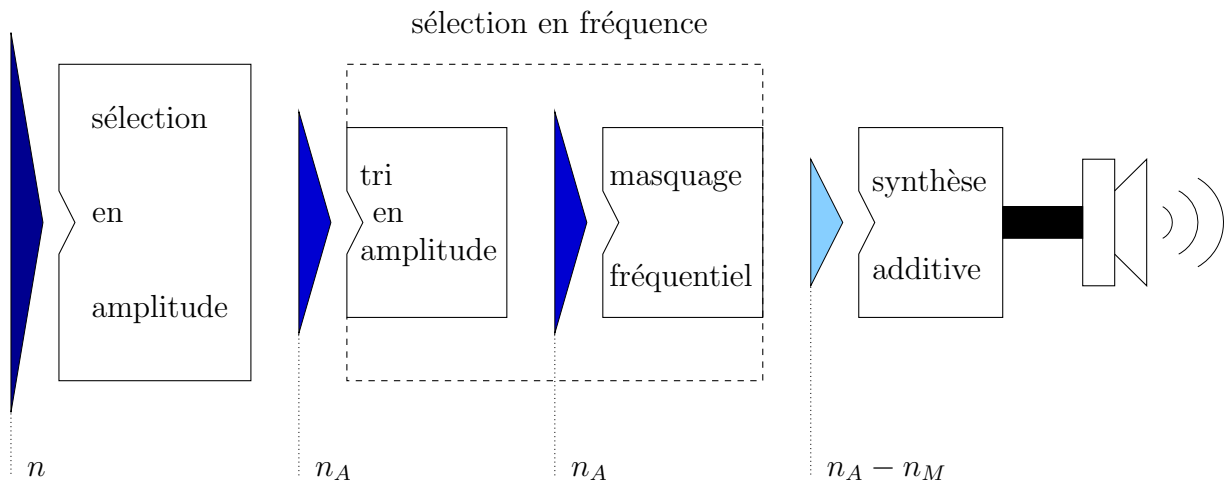 sélection en fréquence
sélection
en
amplitude
tri
en
amplitude
masquage
fréquentiel
synthèse
additive
n
n_A
n_A
n_A − n_M